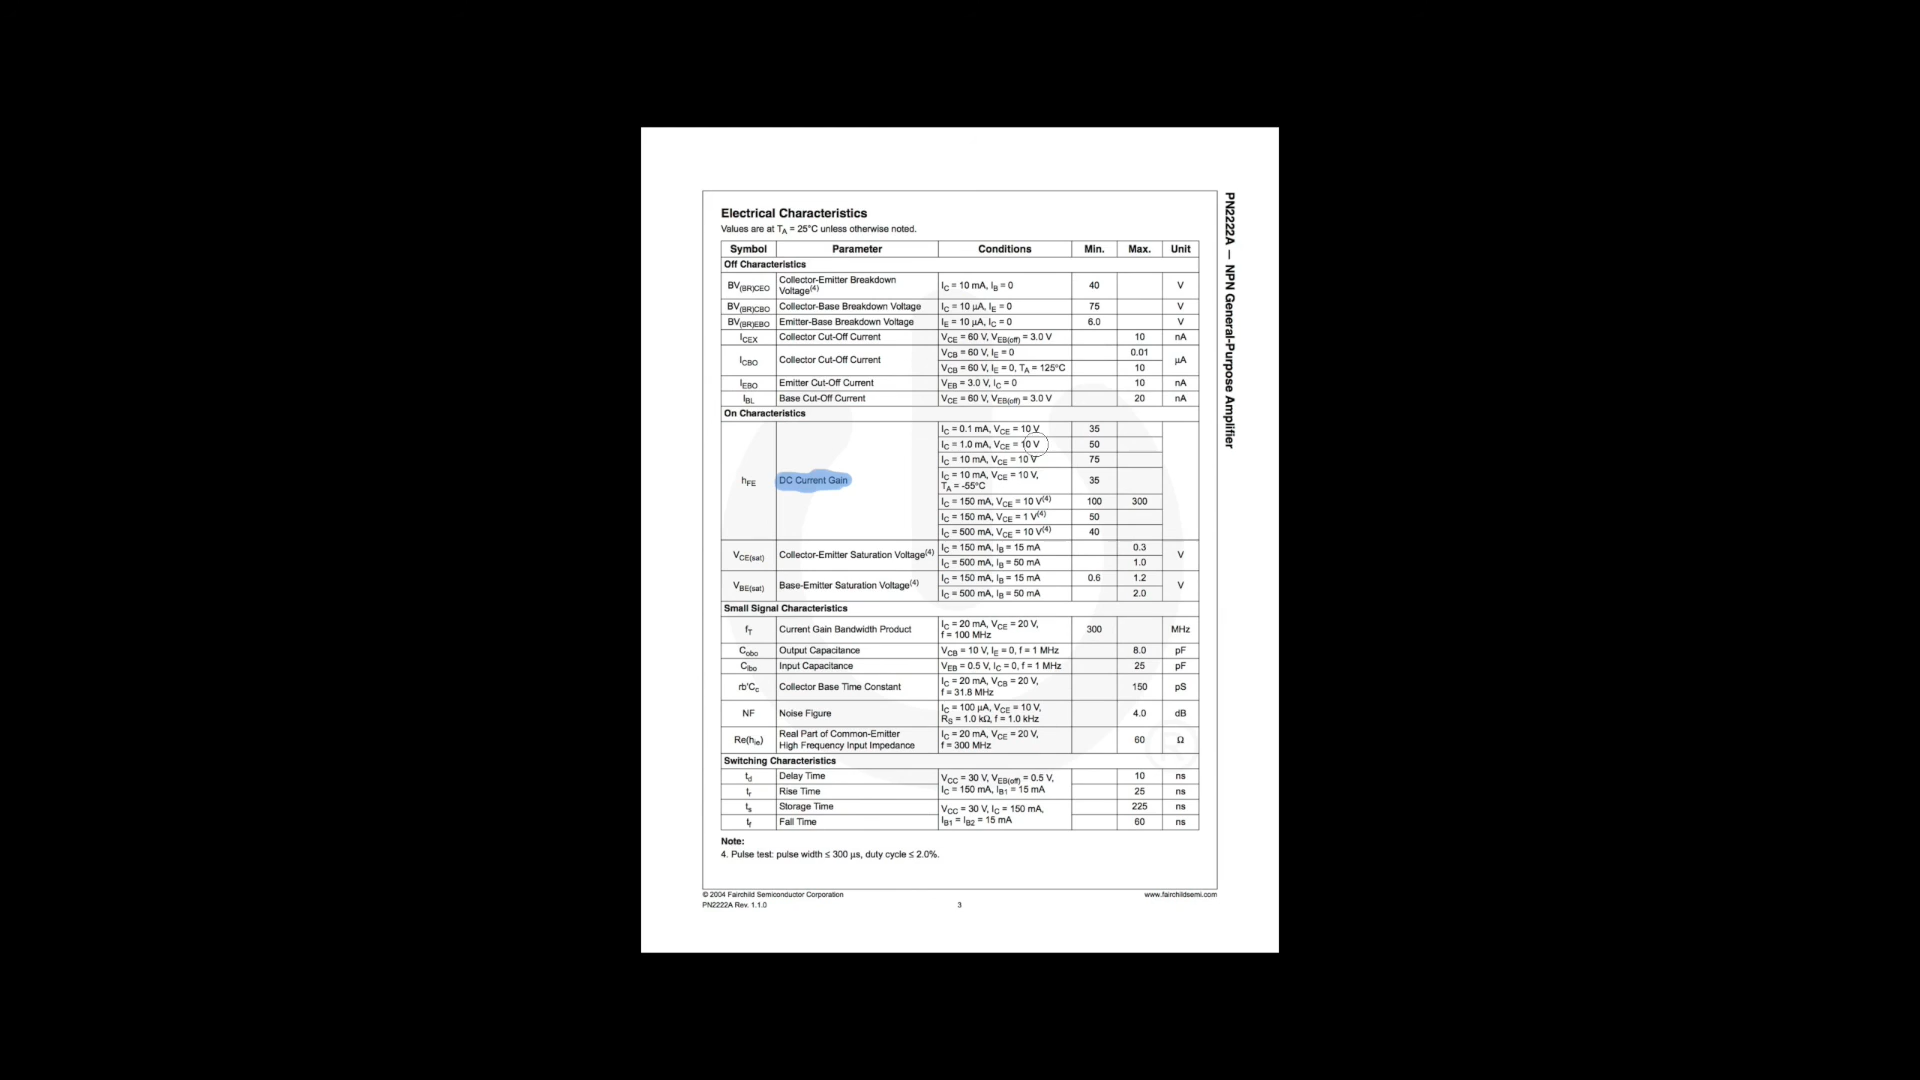 PN2222A — NPN General-Purpose Amplifier
Electrical Characteristics
Values are at TA = 25°C unless otherwise noted.
Symbol Parameter Conditions Min. Max. Unit
Off Characteristics
BV(BR)CEO Collector-Emitter Breakdown Voltage(4) IC = 10 mA, IB = 0 40 V
BV(BR)CBO Collector-Base Breakdown Voltage IC = 10 μA, IE = 0 75 V
BV(BR)EBO Emitter-Base Breakdown Voltage IE = 10 μA, IC = 0 6.0 V
ICEX Collector Cut-Off Current VCE = 60 V, VEB(off) = 3.0 V 10 nA
ICBO Collector Cut-Off Current VCB = 60 V, IE = 0 0.01 μA
VCB = 60 V, IE = 0, TA = 125°C 10
IEBO Emitter Cut-Off Current VEB = 3.0 V, IC = 0 10 nA
IBL Base Cut-Off Current VCE = 60 V, VEB(off) = 3.0 V 20 nA
On Characteristics
hFE DC Current Gain IC = 0.1 mA, VCE = 10 V 35
IC = 1.0 mA, VCE = 10 V 50
IC = 10 mA, VCE = 10 V 75
IC = 10 mA, VCE = 10 V,
TA = -55°C 35
IC = 150 mA, VCE = 10 V(4) 100 300
IC = 150 mA, VCE = 1 V(4) 50
IC = 500 mA, VCE = 10 V(4) 40
VCE(sat) Collector-Emitter Saturation Voltage(4) IC = 150 mA, IB = 15 mA 0.3 V
IC = 500 mA, IB = 50 mA 1.0
VBE(sat) Base-Emitter Saturation Voltage(4) IC = 150 mA, IB = 15 mA 0.6 1.2 V
IC = 500 mA, IB = 50 mA 2.0
Small Signal Characteristics
fT Current Gain Bandwidth Product IC = 20 mA, VCE = 20 V,
f = 100 MHz 300 MHz
Cobo Output Capacitance VCB = 10 V, IE = 0, f = 1 MHz 8.0 pF
Cibo Input Capacitance VEB = 0.5 V, IC = 0, f = 1 MHz 25 pF
rb'Cc Collector Base Time Constant IC = 20 mA, VCB = 20 V,
f = 31.8 MHz 150 pS
NF Noise Figure IC = 100 μA, VCE = 10 V,
RS = 1.0 kΩ, f = 1.0 kHz 4.0 dB
Re(hie) Real Part of Common-Emitter
High Frequency Input Impedance IC = 20 mA, VCE = 20 V,
f = 300 MHz 60 Ω
Switching Characteristics
td Delay Time VCC = 30 V, VEB(off) = 0.5 V,
IC = 150 mA, IB1 = 15 mA 10 ns
tr Rise Time 25 ns
ts Storage Time VCC = 30 V, IC = 150 mA,
IB1 = IB2 = 15 mA 225 ns
tf Fall Time 60 ns
Note:
4. Pulse test: pulse width ≤ 300 μs, duty cycle ≤ 2.0%.
© 2004 Fairchild Semiconductor Corporation www.fairchildsemi.com
PN2222A Rev. 1.1.0 3